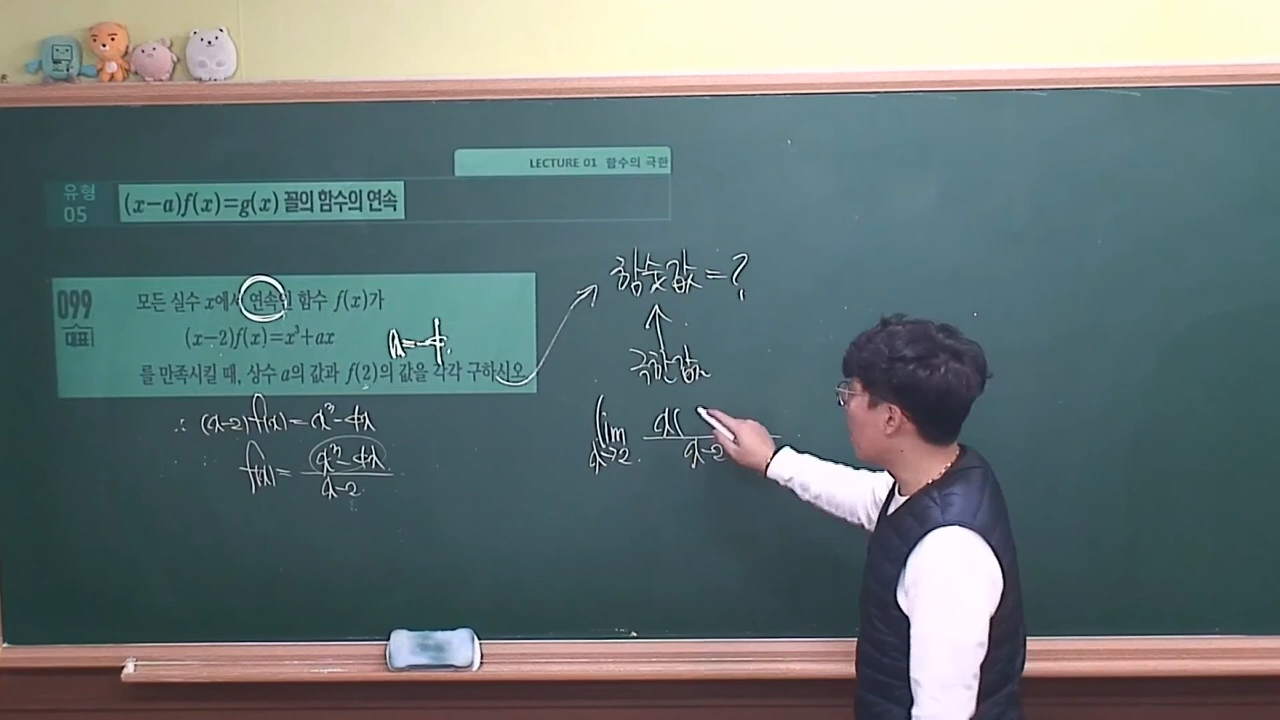 LECTURE 01 함수의 극한
유형
05
(x-a)f(x)=g(x) 꼴의 함수의 연속
099
대표
모든 실수 x에서 연속인 함수 f(x)가
(x-2)f(x)=x³+ax
a=-4
를 만족시킬 때, 상수 a의 값과 f(2)의 값을 각각 구하시오
∴ (x-2)f(x)=x³-4x
f(x)= x³-4x / x-2
함숫값=?
↑
극한값
lim x→2 x( / x-2